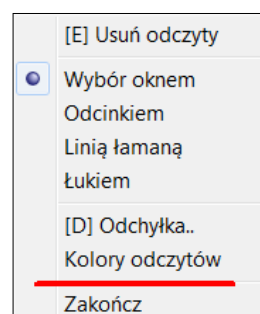 [E] Usuń odczyty
Wybór oknem
Odcinkiem
Linią łamaną
Łukiem
[D] Odchyłka..
Kolory odczytów
Zakończ